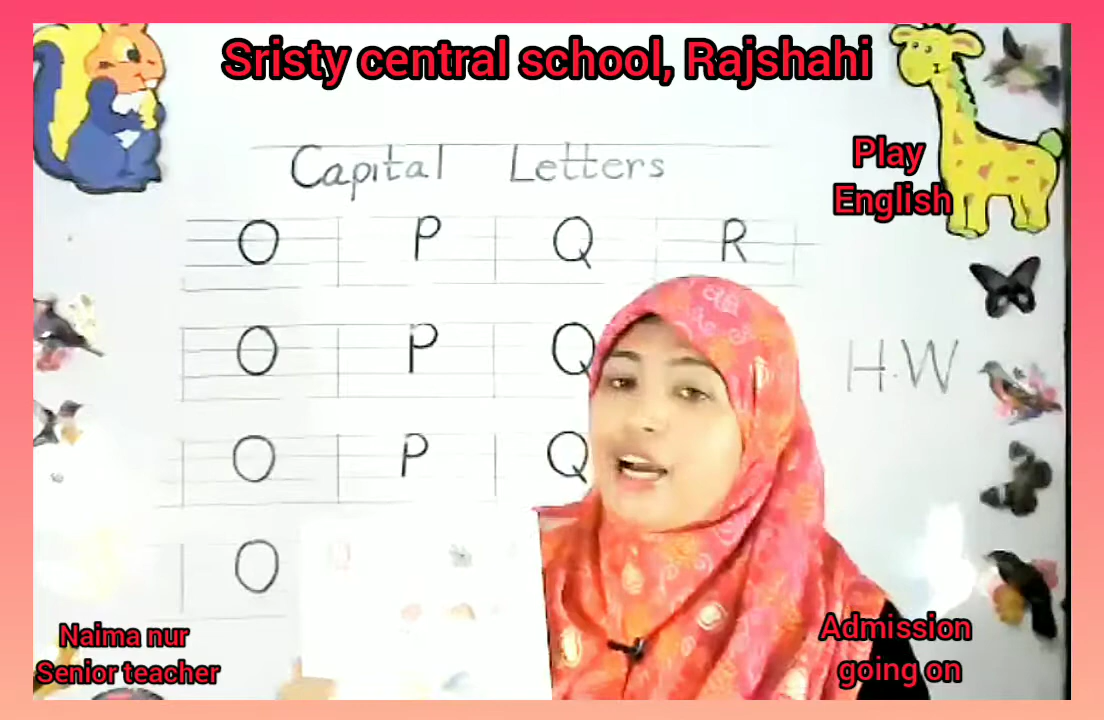 Sristy central school, Rajshahi
Capital Letters
Play
English
O P Q R
O P Q
H.W
O P Q
O
Naima nur
Senior teacher
Admission
going on